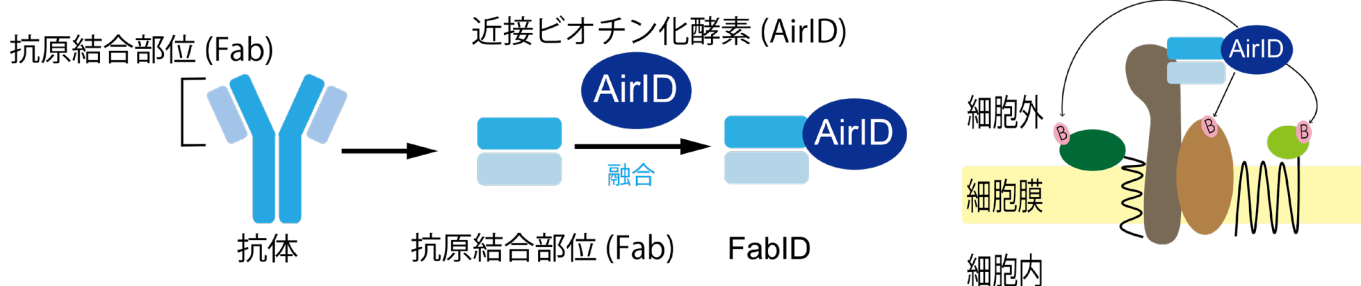 抗原結合部位 (Fab)
抗体
近接ビオチン化酵素 (AirID)
AirID
融合
AirID
抗原結合部位 (Fab)
FabID
AirID
細胞外
B
B
B
細胞膜
細胞内